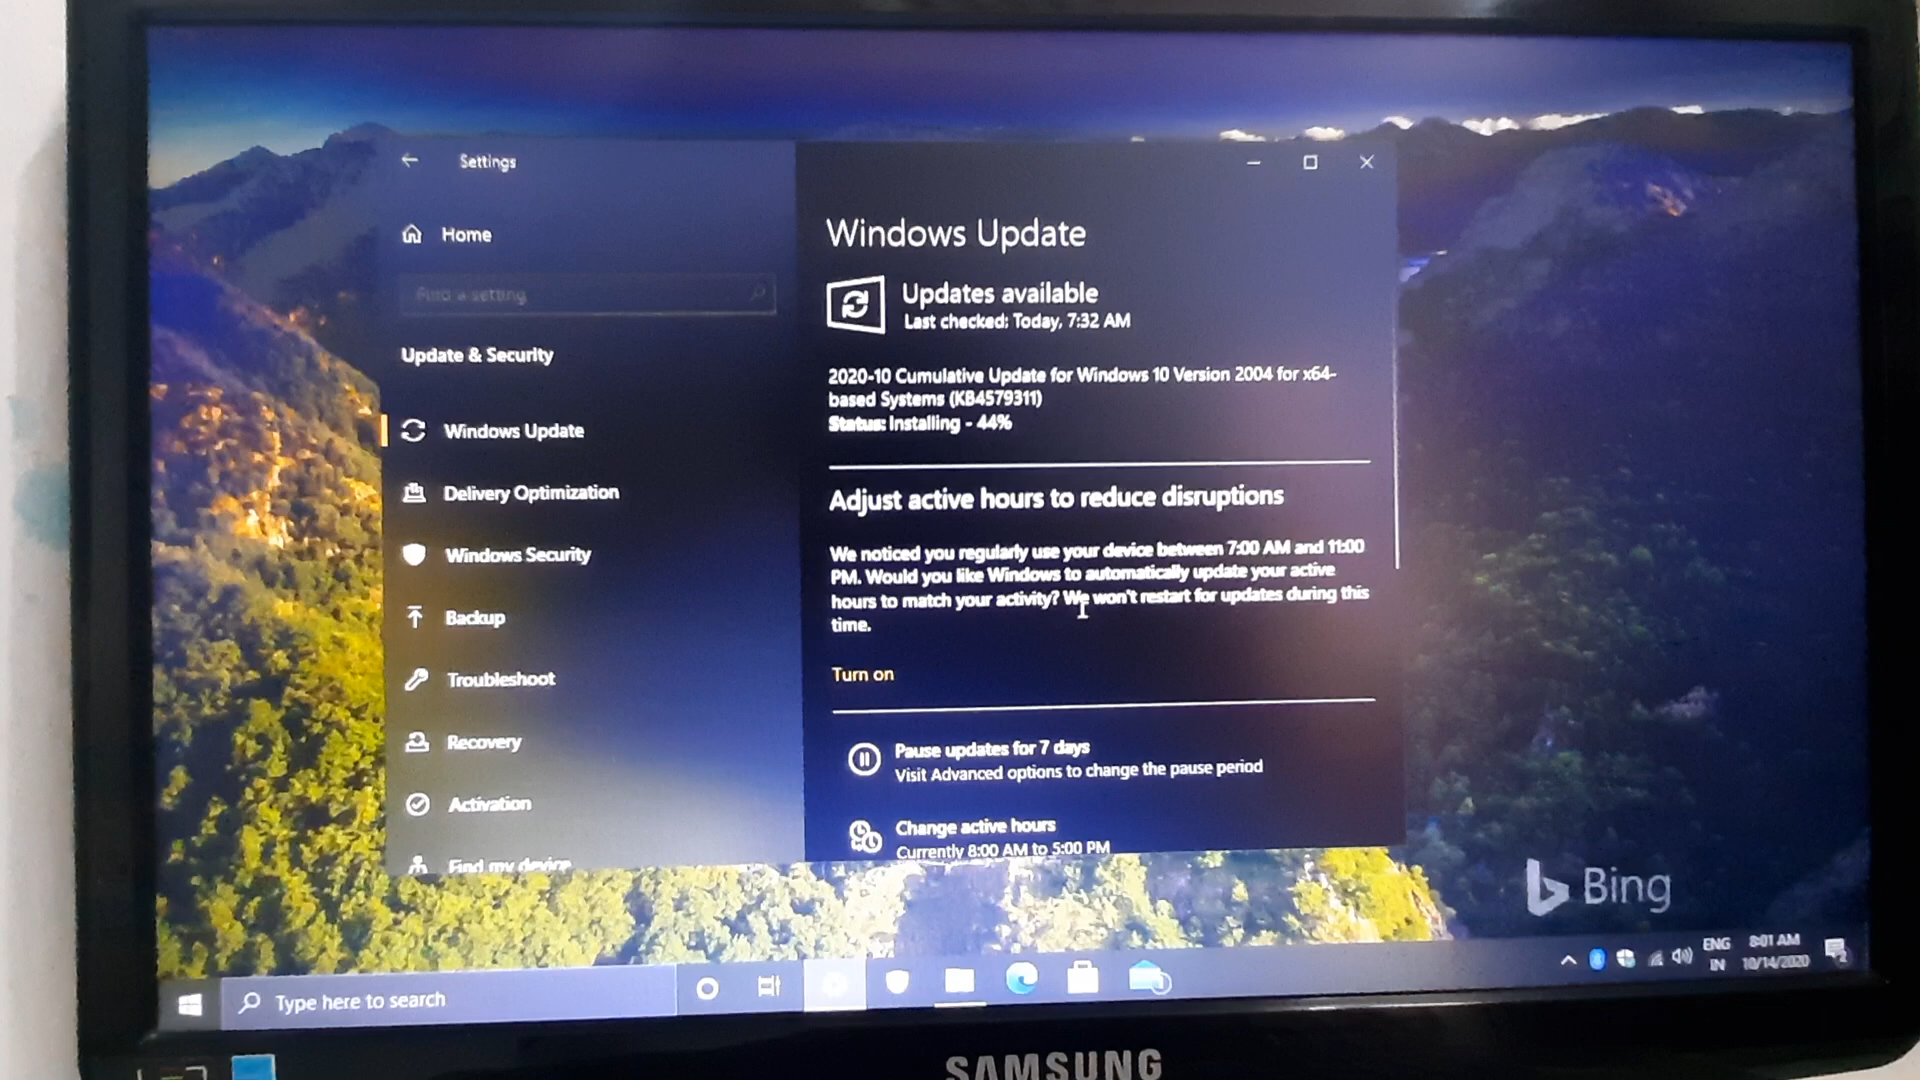 Settings
Home
Find a setting
Update & Security
Windows Update
Delivery Optimization
Windows Security
Backup
Troubleshoot
Recovery
Activation
Find my device
Windows Update
Updates available
Last checked: Today, 7:32 AM
2020-10 Cumulative Update for Windows 10 Version 2004 for x64-
based Systems (KB4579311)
Status: Installing - 44%
Adjust active hours to reduce disruptions
We noticed you regularly use your device between 7:00 AM and 11:00
PM. Would you like Windows to automatically update your active
hours to match your activity? We won't restart for updates during this
time.
Turn on
Pause updates for 7 days
Visit Advanced options to change the pause period
Change active hours
Currently 8:00 AM to 5:00 PM
Bing
Type here to search
ENG
IN
8:01 AM
10/14/2020
SAMSUNG